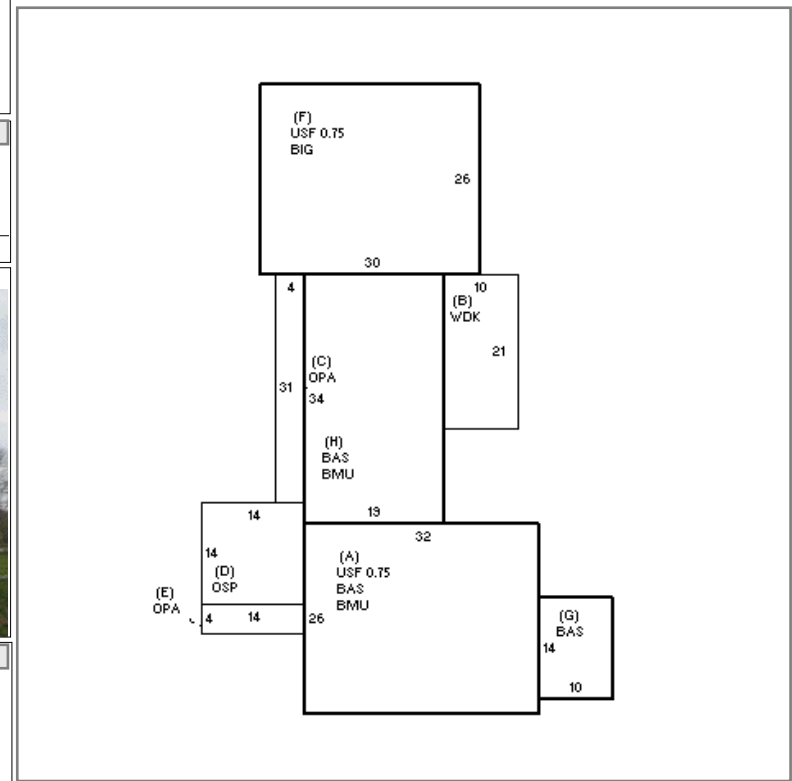 (F)
USF 0.75
BIG
26
30
4
10
(B)
WDK
21
(C)
OPA
31
34
(H)
BAS
BMU
19
14
32
14
(D)
OSP
(A)
USF 0.75
BAS
BMU
(E)
OPA
4
14
26
(G)
BAS
14
10